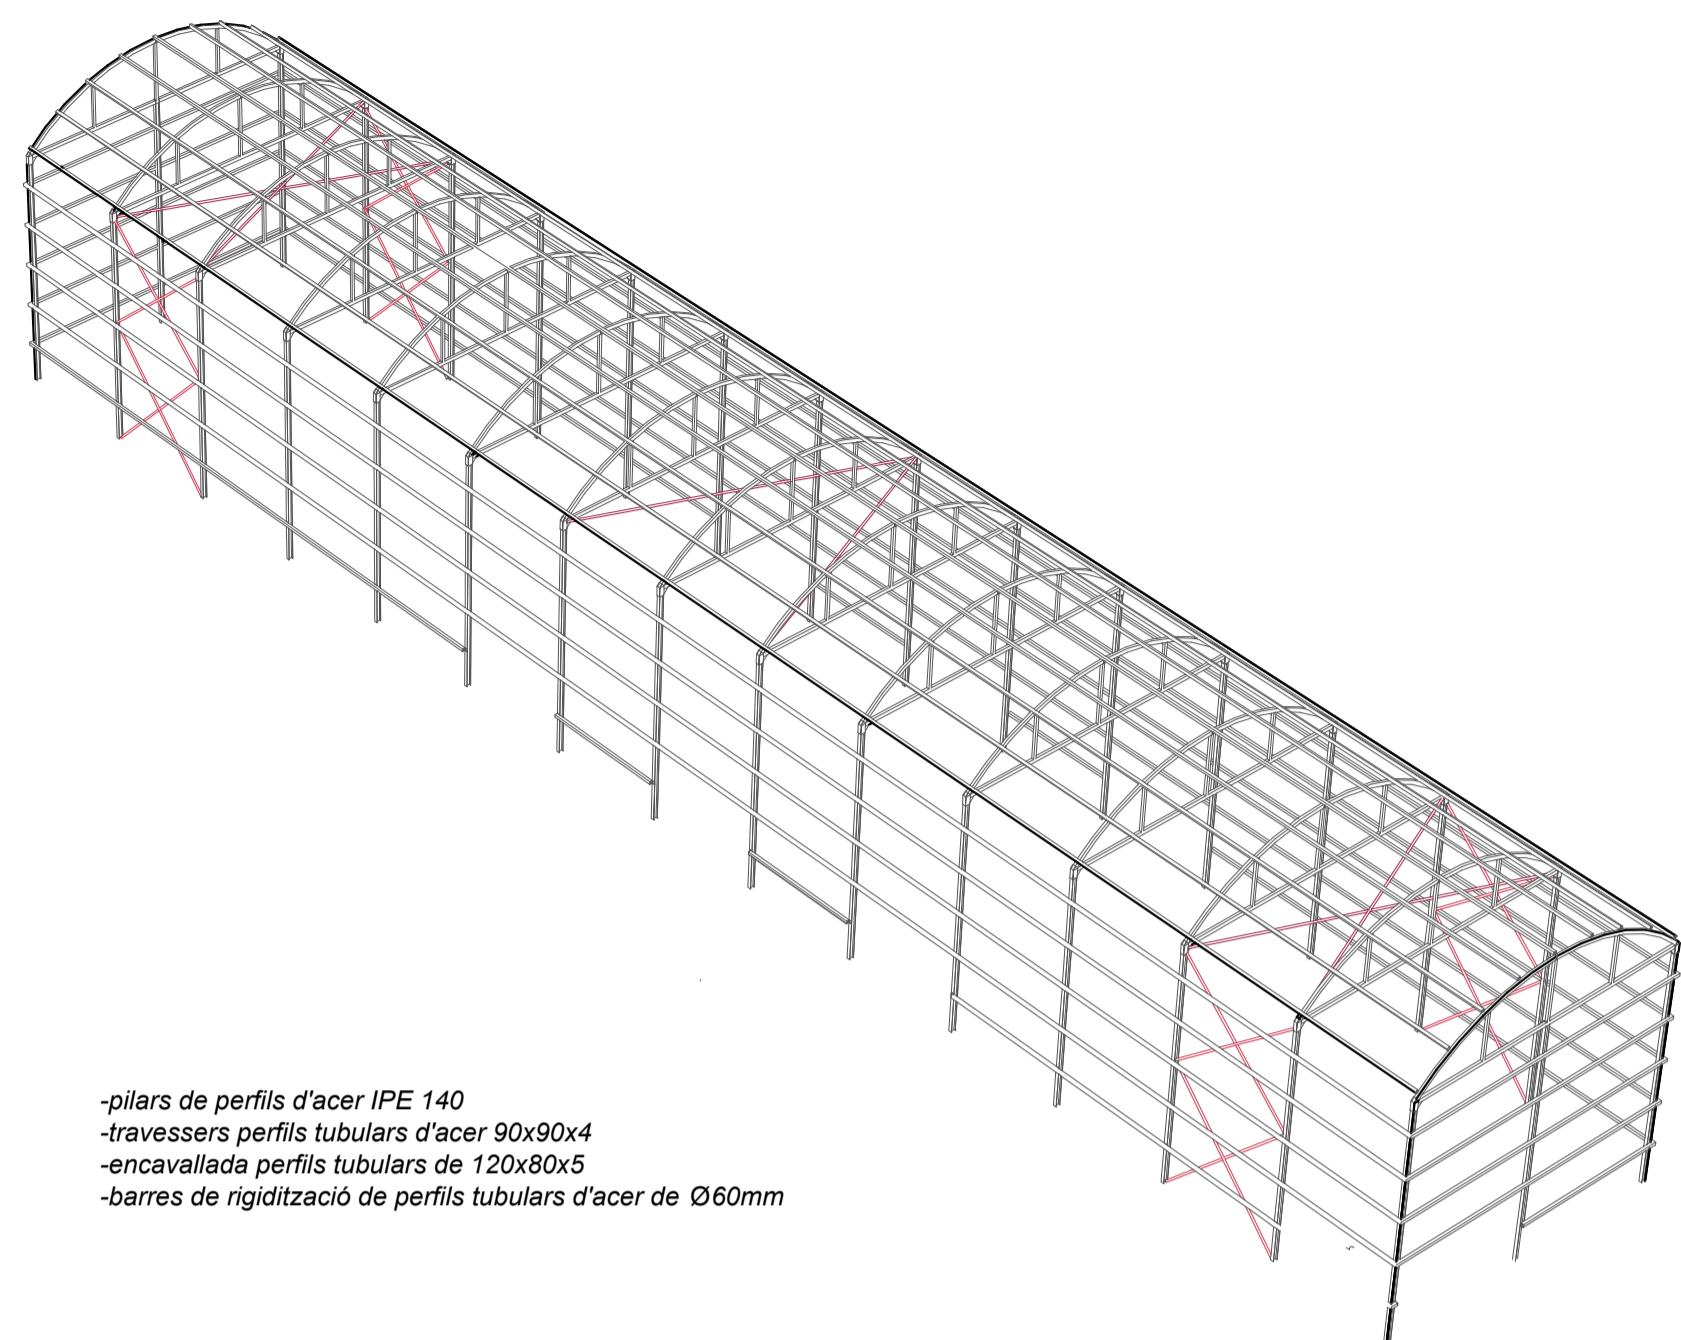 -pilars de perfils d'acer IPE 140
-travessers perfils tubulars d'acer 90x90x4
-encavallada perfils tubulars de 120x80x5
-barres de rigidització de perfils tubulars d'acer de Ø60mm